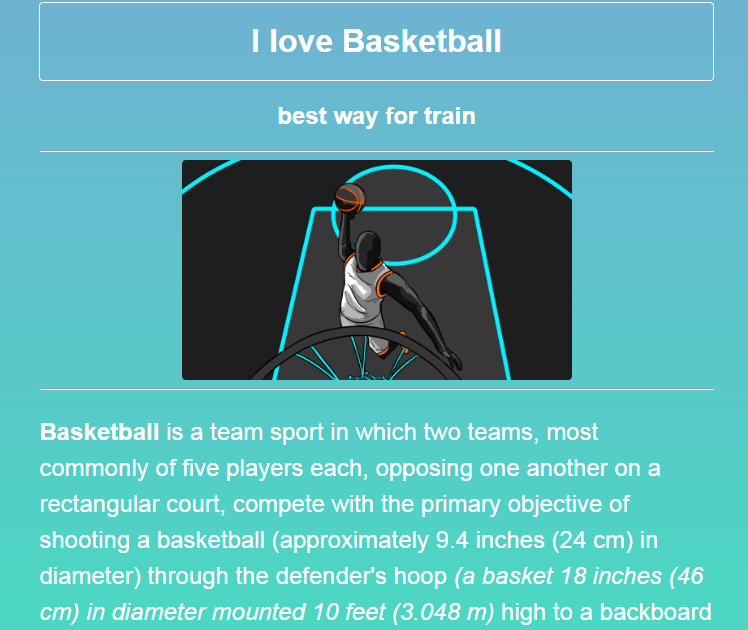 I love Basketball
best way for train
Basketball is a team sport in which two teams, most
commonly of five players each, opposing one another on a
rectangular court, compete with the primary objective of
shooting a basketball (approximately 9.4 inches (24 cm) in
diameter) through the defender's hoop (a basket 18 inches (46
cm) in diameter mounted 10 feet (3.048 m) high to a backboard